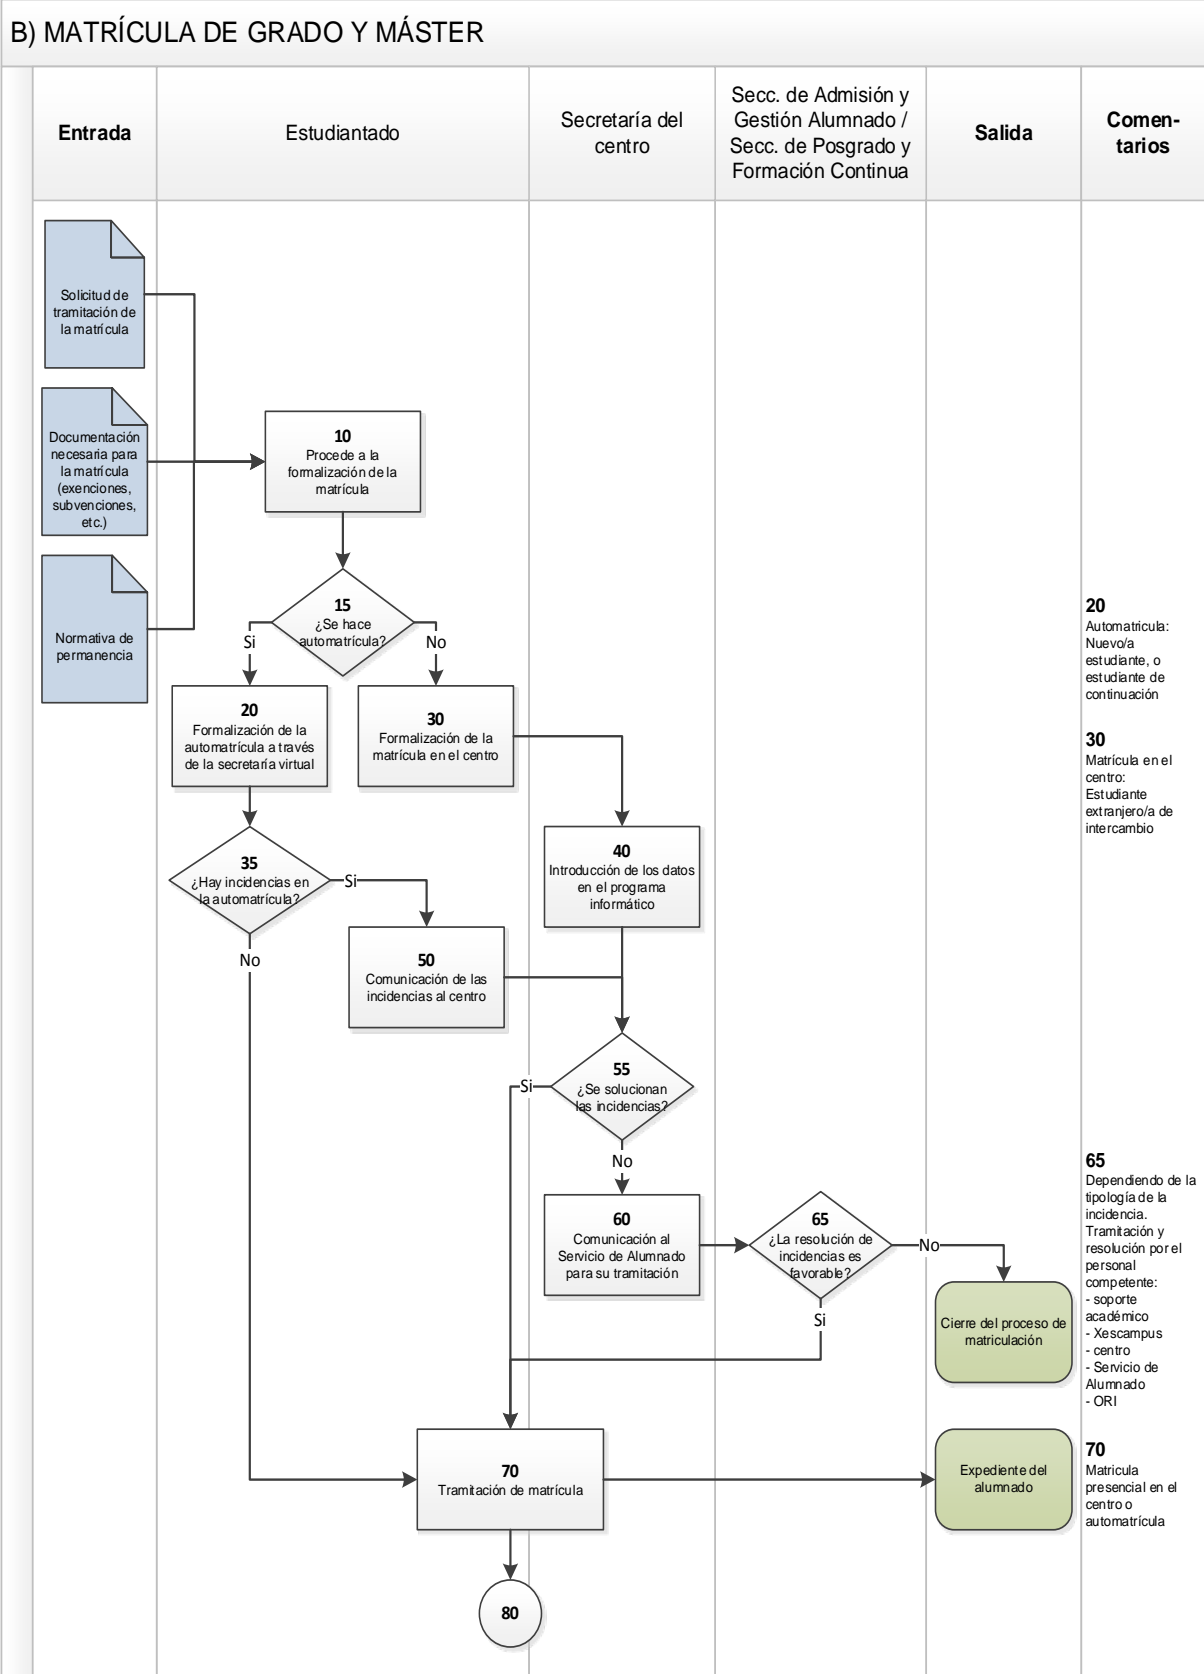 B) MATRÍCULA DE GRADO Y MÁSTER
Entrada
Estudiantado
Secretaría del
centro
Secc. de Admisión y
Gestión Alumnado /
Secc. de Posgrado y
Formación Continua
Salida
Comen-
tarios
Solicitud de
tramitación de
la matrícula
Documentación
necesaria para
la matrícula
(exenciones,
subvenciones,
etc.)
Normativa de
permanencia
10
Procede a la
formalización de la
matrícula
15
¿Se hace
automatrícula?
Si
No
20
Formalización de la
automatrícula a través
de la secretaría virtual
30
Formalización de la
matrícula en el centro
35
¿Hay incidencias en
la automatrícula?
Si
No
40
Introducción de los datos
en el programa
informático
50
Comunicación de las
incidencias al centro
55
¿Se solucionan
las incidencias?
Si
No
60
Comunicación al
Servicio de Alumnado
para su tramitación
65
¿La resolución de
incidencias es
favorable?
No
Si
Cierre del proceso de
matriculación
70
Tramitación de matrícula
Expediente del
alumnado
80
20
Automatricula:
Nuevo/a
estudiante, o
estudiante de
continuación
30
Matrícula en el
centro:
Estudiante
extranjero/a de
intercambio
65
Dependiendo de la
tipología de la
incidencia.
Tramitación y
resolución por el
personal
competente:
- soporte
académico
- Xescampus
- centro
- Servicio de
Alumnado
- ORI
70
Matricula
presencial en el
centro o
automatrícula